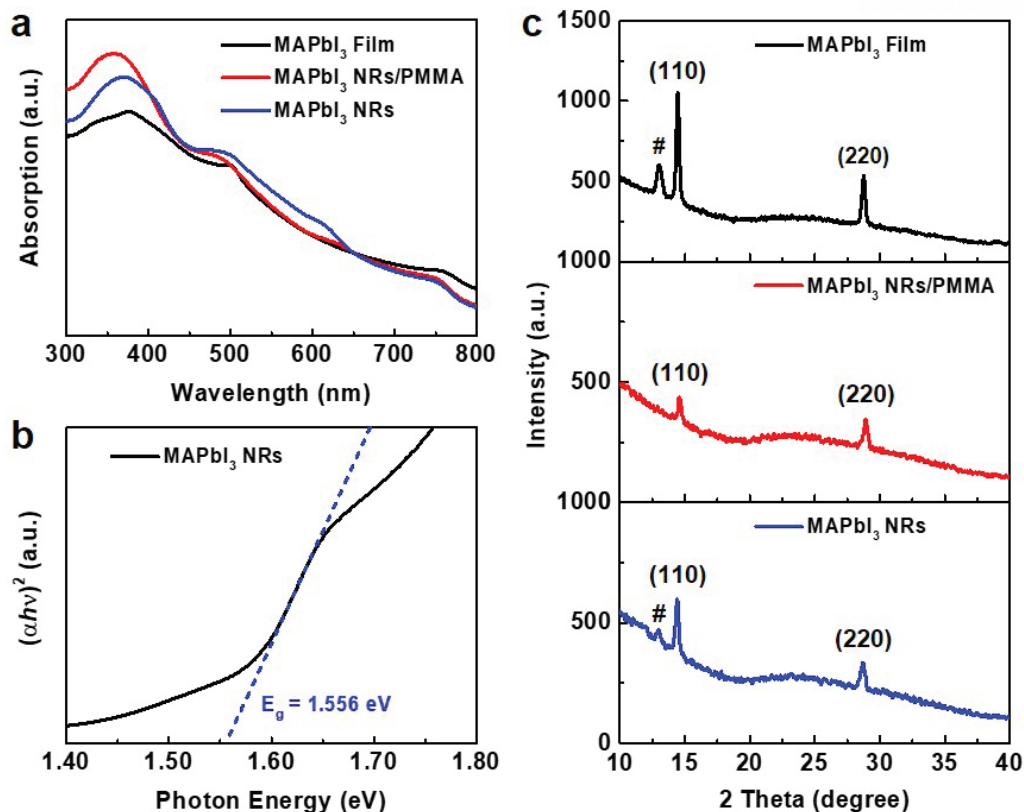 a
MAPbI₃ Film
MAPbI₃ NRs/PMMA
MAPbI₃ NRs
Absorption (a.u.)
300 400 500 600 700 800
Wavelength (nm)
b
MAPbI₃ NRs
(αhν)² (a.u.)
E_g = 1.556 eV
1.40 1.50 1.60 1.70 1.80
Photon Energy (eV)
c
1500
MAPbI₃ Film
(110)
1000
#
(220)
500
1000
MAPbI₃ NRs/PMMA
(110)
500
(220)
1000
MAPbI₃ NRs
(110)
#
500
(220)
0
Intensity (a.u.)
10 15 20 25 30 35 40
2 Theta (degree)